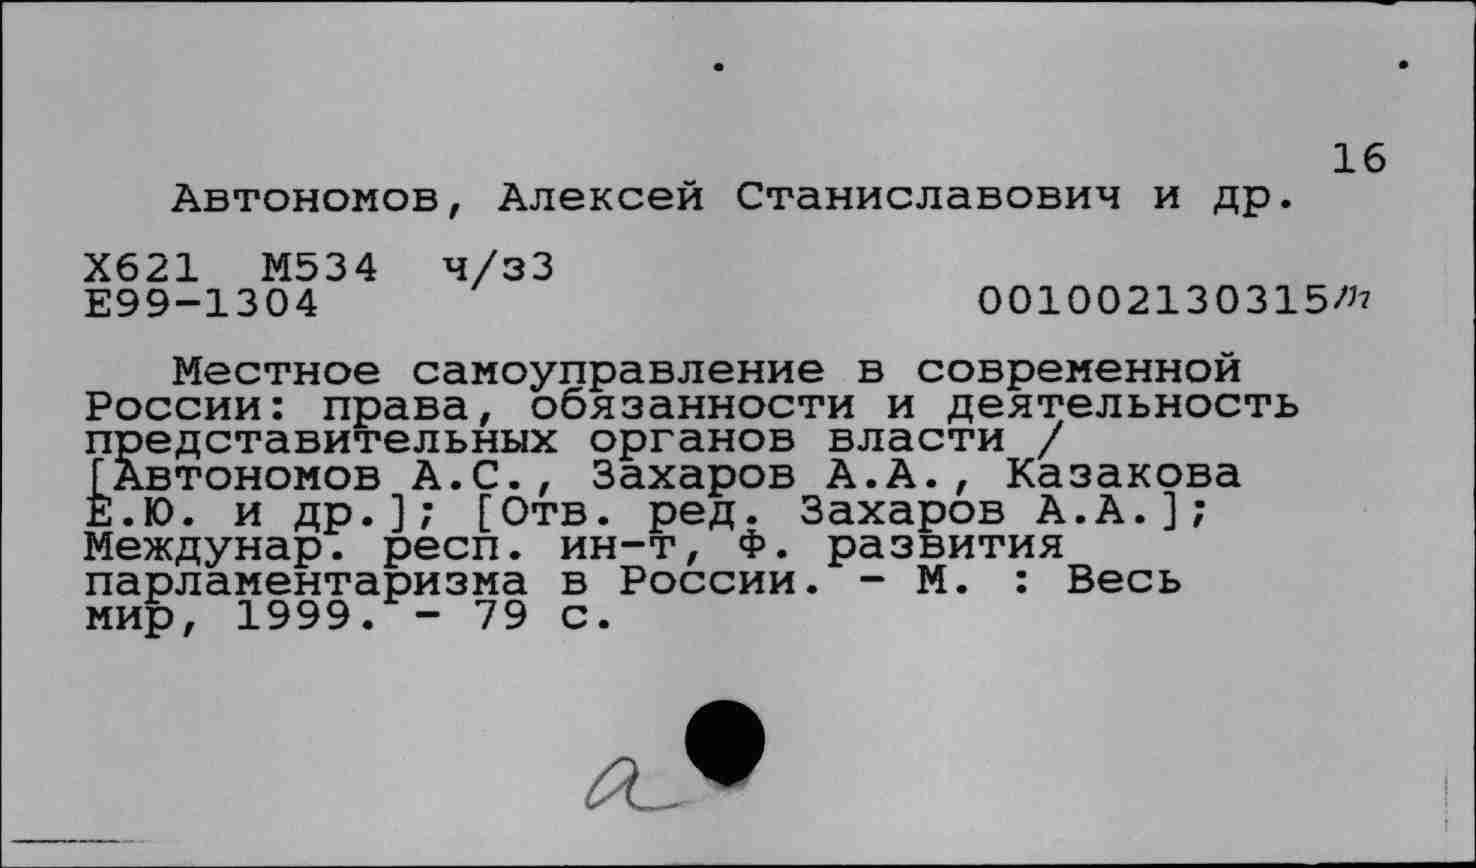 16
Автономов, Алексей Станиславович и др.
Х621 М534 ч/з3
Е99-1304 001002130315
Местное самоуправление в современной
России: права, обязанности и деятельность
представительных органов власти /
[Автономов А.С., Захаров А.А., Казакова
Е.Ю. и др.]; [Отв. ред. Захаров А.А.];
Междунар. респ. ин-т, Ф. развития
парламентаризма в России. - М. : Весь
мир, 1999. - 79 с.
а